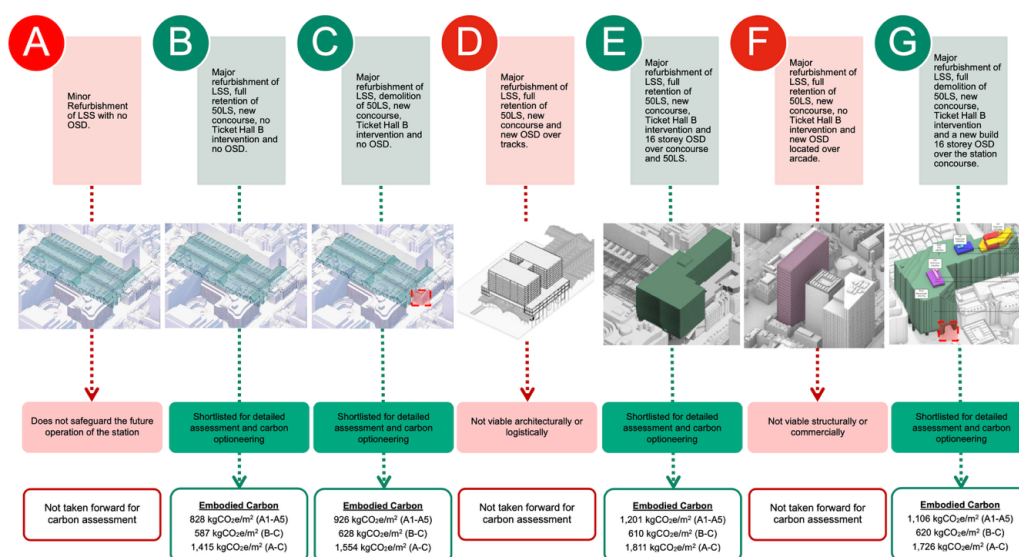 A
B
C
D
E
F
G
Minor
Refurbishment
of LSS with no
OSD.
Major
refurbishment of
LSS, full
retention of
50LS, new
concourse, no
Ticket Hall B
intervention and
no OSD.
Major
refurbishment of
LSS, demolition
of 50LS, new
concourse,
Ticket Hall B
intervention and
no OSD.
Major
refurbishment of
LSS, full
retention of
50LS, new
concourse and
new OSD over
tracks.
Major
refurbishment of
LSS, full
retention of
50LS, new
concourse,
Ticket Hall B
intervention and
16 storey OSD
over concourse
and 50LS.
Major
refurbishment of
LSS, full
retention of
50LS, new
concourse, no
Ticket Hall B
intervention and
new OSD
located over
arcade.
Major
refurbishment of
LSS, full
demolition of
50LS, new
concourse,
Ticket Hall B
intervention
and a new build
16 storey OSD
over the station
concourse.
Does not safeguard the future
operation of the station
Shortlisted for detailed
assessment and carbon
optioneering
Shortlisted for detailed
assessment and carbon
optioneering
Not viable architecturally or
logistically
Shortlisted for detailed
assessment and carbon
optioneering
Not viable structurally or
commercially
Shortlisted for detailed
assessment and carbon
optioneering
Not taken forward for
carbon assessment
Embodied Carbon
828 kgCO₂e/m² (A1-A5)
587 kgCO₂e/m² (B-C)
1,415 kgCO₂e/m² (A-C)
Embodied Carbon
926 kgCO₂e/m² (A1-A5)
628 kgCO₂e/m² (B-C)
1,554 kgCO₂e/m² (A-C)
Not taken forward for
carbon assessment
Embodied Carbon
1,201 kgCO₂e/m² (A1-A5)
610 kgCO₂e/m² (B-C)
1,811 kgCO₂e/m² (A-C)
Not taken forward for
carbon assessment
Embodied Carbon
1,106 kgCO₂e/m² (A1-A5)
620 kgCO₂e/m² (B-C)
1,726 kgCO₂e/m² (A-C)